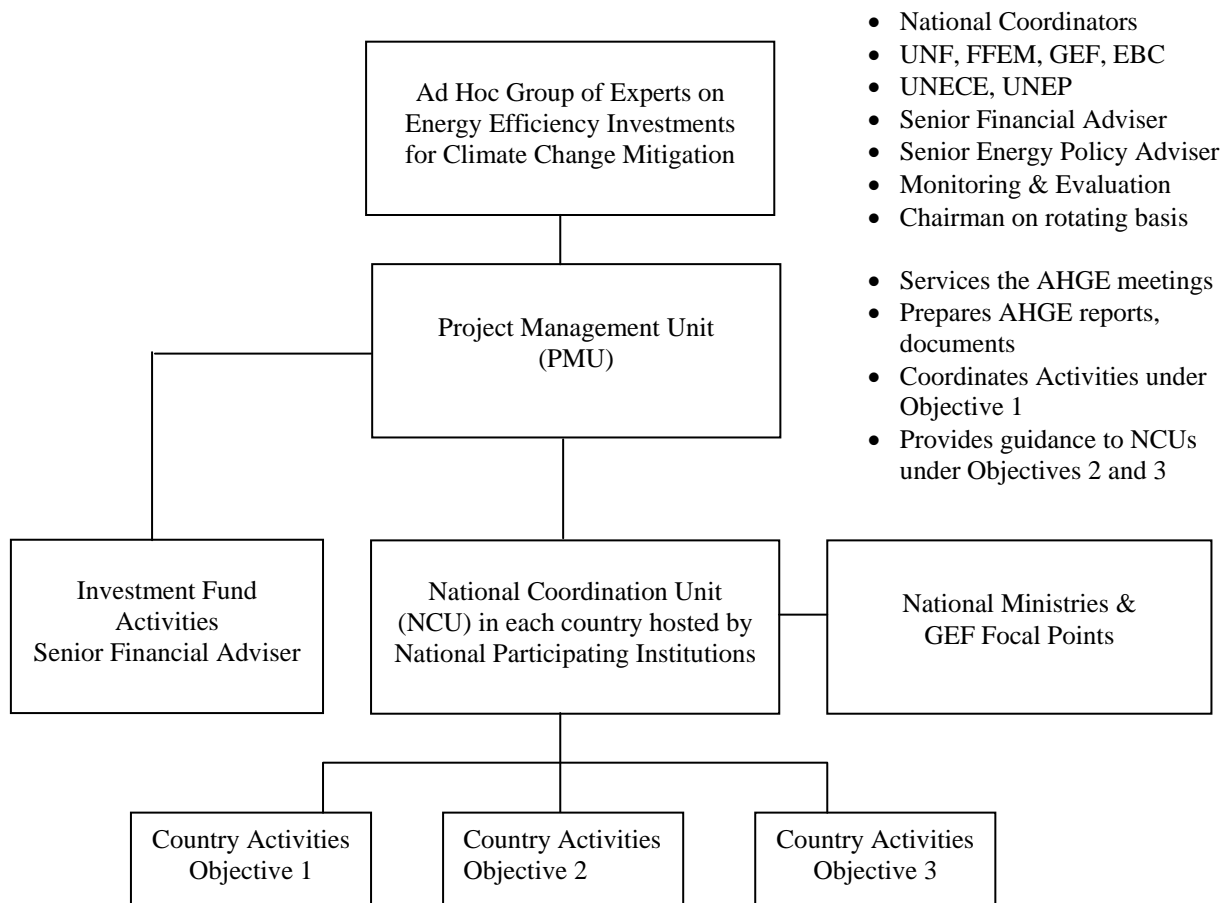 Ad Hoc Group of Experts on
Energy Efficiency Investments
for Climate Change Mitigation
• National Coordinators
• UNF, FFEM, GEF, EBC
• UNECE, UNEP
• Senior Financial Adviser
• Senior Energy Policy Adviser
• Monitoring & Evaluation
• Chairman on rotating basis
Project Management Unit
(PMU)
• Services the AHGE meetings
• Prepares AHGE reports,
documents
• Coordinates Activities under
Objective 1
• Provides guidance to NCUs
under Objectives 2 and 3
Investment Fund
Activities
Senior Financial Adviser
National Coordination Unit
(NCU) in each country hosted by
National Participating Institutions
National Ministries &
GEF Focal Points
Country Activities
Objective 1
Country Activities
Objective 2
Country Activities
Objective 3